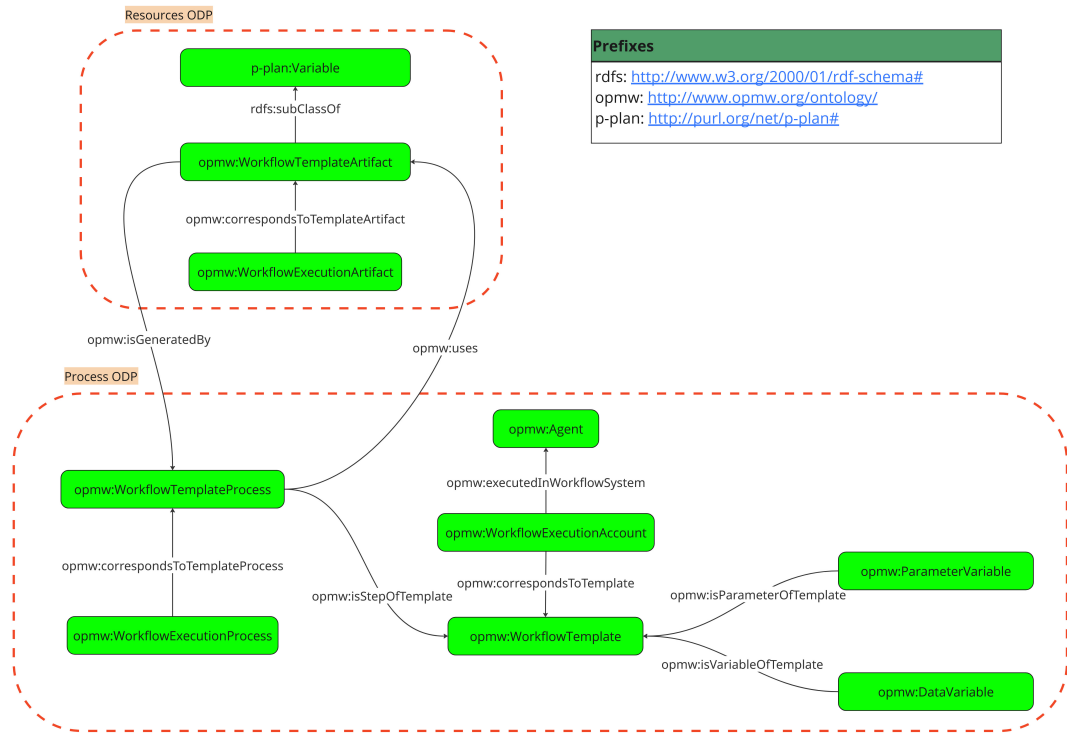 Resources ODP
Prefixes
rdfs: http://www.w3.org/2000/01/rdf-schema#
opmw: http://www.opmw.org/ontology/
p-plan: http://purl.org/net/p-plan#
p-plan:Variable
rdfs:subClassOf
opmw:WorkflowTemplateArtifact
opmw:correspondsToTemplateArtifact
opmw:WorkflowExecutionArtifact
opmw:isGeneratedBy
opmw:uses
Process ODP
opmw:Agent
opmw:executedInWorkflowSystem
opmw:WorkflowTemplateProcess
opmw:WorkflowExecutionAccount
opmw:correspondsToTemplateProcess
opmw:correspondsToTemplate
opmw:ParameterVariable
opmw:isStepOfTemplate
opmw:isParameterOfTemplate
opmw:WorkflowExecutionProcess
opmw:WorkflowTemplate
opmw:isVariableOfTemplate
opmw:DataVariable